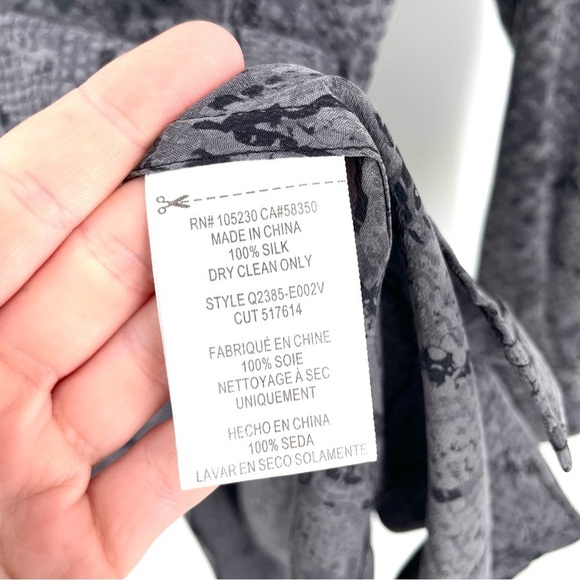 RN# 105230 CA#58350
MADE IN CHINA
100% SILK
DRY CLEAN ONLY
STYLE Q2385-E002V
CUT 517614
FABRIQUÉ EN CHINE
100% SOIE
NETTOYAGE À SEC
UNIQUEMENT
HECHO EN CHINA
100% SEDA
LAVAR EN SECO SOLAMENTE